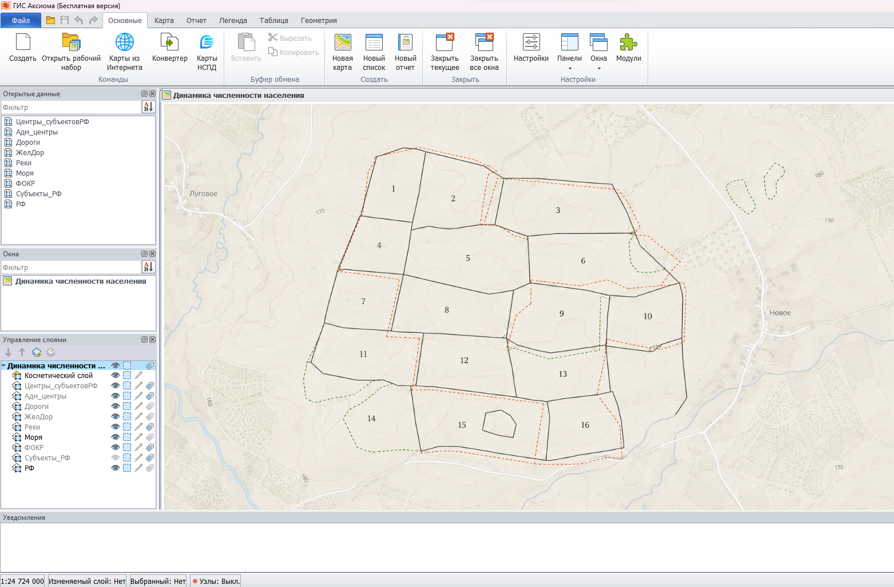 ГИС Аксиома (Бесплатная версия)
Файл
Основные
Карта
Отчет
Легенда
Таблица
Геометрия
Создать
Открыть рабочий набор
Карты из Интернета
Конвертер
Карты НСПД
Команды
Вставить
Вырезать
Копировать
Буфер обмена
Новая карта
Новый список
Новый отчет
Создать
Закрыть текущее
Закрыть все окна
Закрыть
Настройки
Панели
Окна
Модули
Настройки
Открытые данные
Фильтр
Центры_субъектовРФ
Адм_центры
Дороги
ЖелДор
Реки
Моря
ФОКР
Субъекты_РФ
РФ
Окна
Фильтр
Динамика численности населения
Управление слоями
Динамика численности ...
Косметический слой
Центры_субъектовРФ
Адм_центры
Дороги
ЖелДор
Реки
Моря
ФОКР
Субъекты_РФ
РФ
Динамика численности населения
Луговое
Новое
170
160
190
170
1
2
3
4
5
6
7
8
9
10
11
12
13
14
15
16
Уведомления
1:24 724 000
Изменяемый слой: Нет
Выбранный: Нет
Узлы: Выкл.